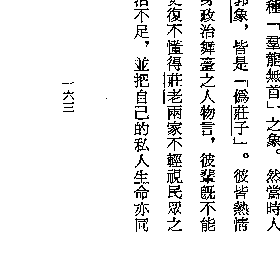 種「羣龍無首」之象。然當時人
郭象，皆是「僞莊子」。彼皆熱情
身政治舞臺之人物言，彼輩既不能
更復不懂得莊老兩家不輕視民眾之
活不足，並把自己的私人生命亦同
一六三